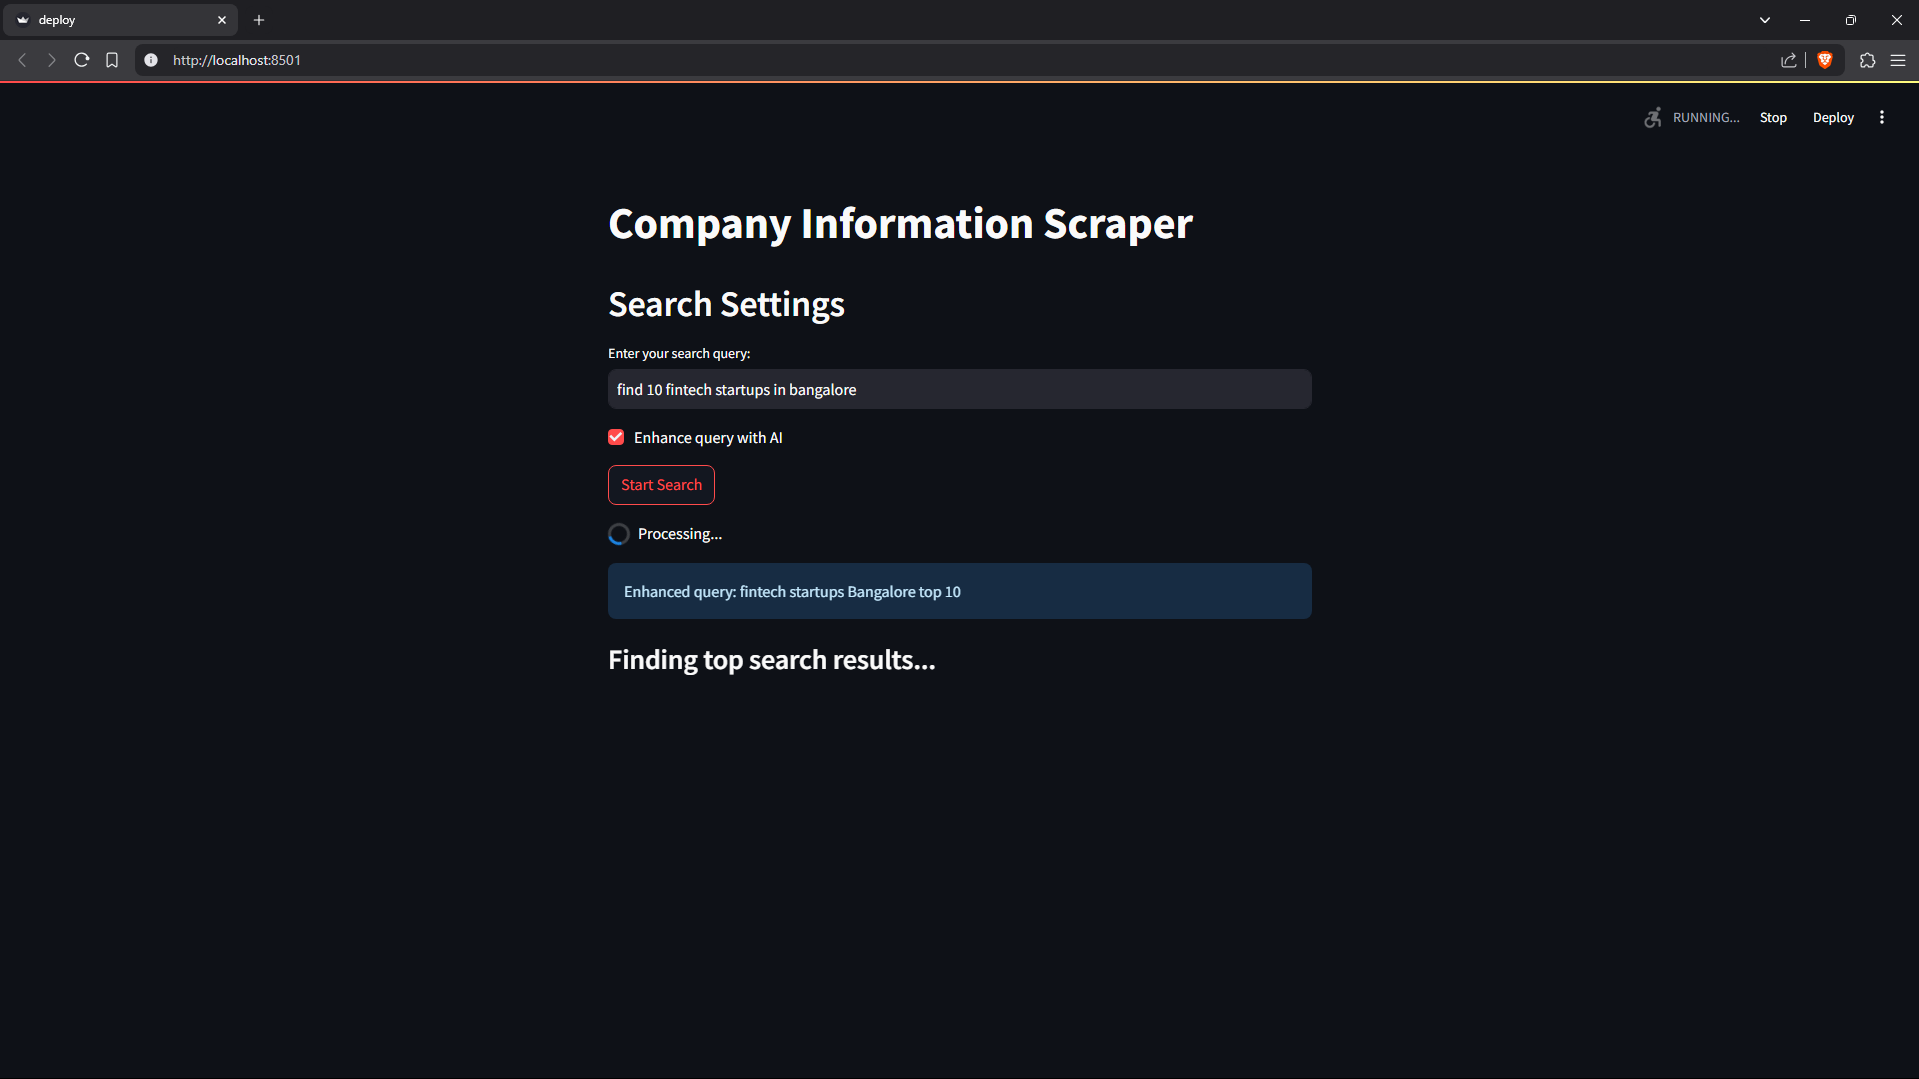 deploy
http://localhost:8501
RUNNING... Stop Deploy
Company Information Scraper
Search Settings
Enter your search query:
find 10 fintech startups in bangalore
Enhance query with AI
Start Search
Processing...
Enhanced query: fintech startups Bangalore top 10
Finding top search results...